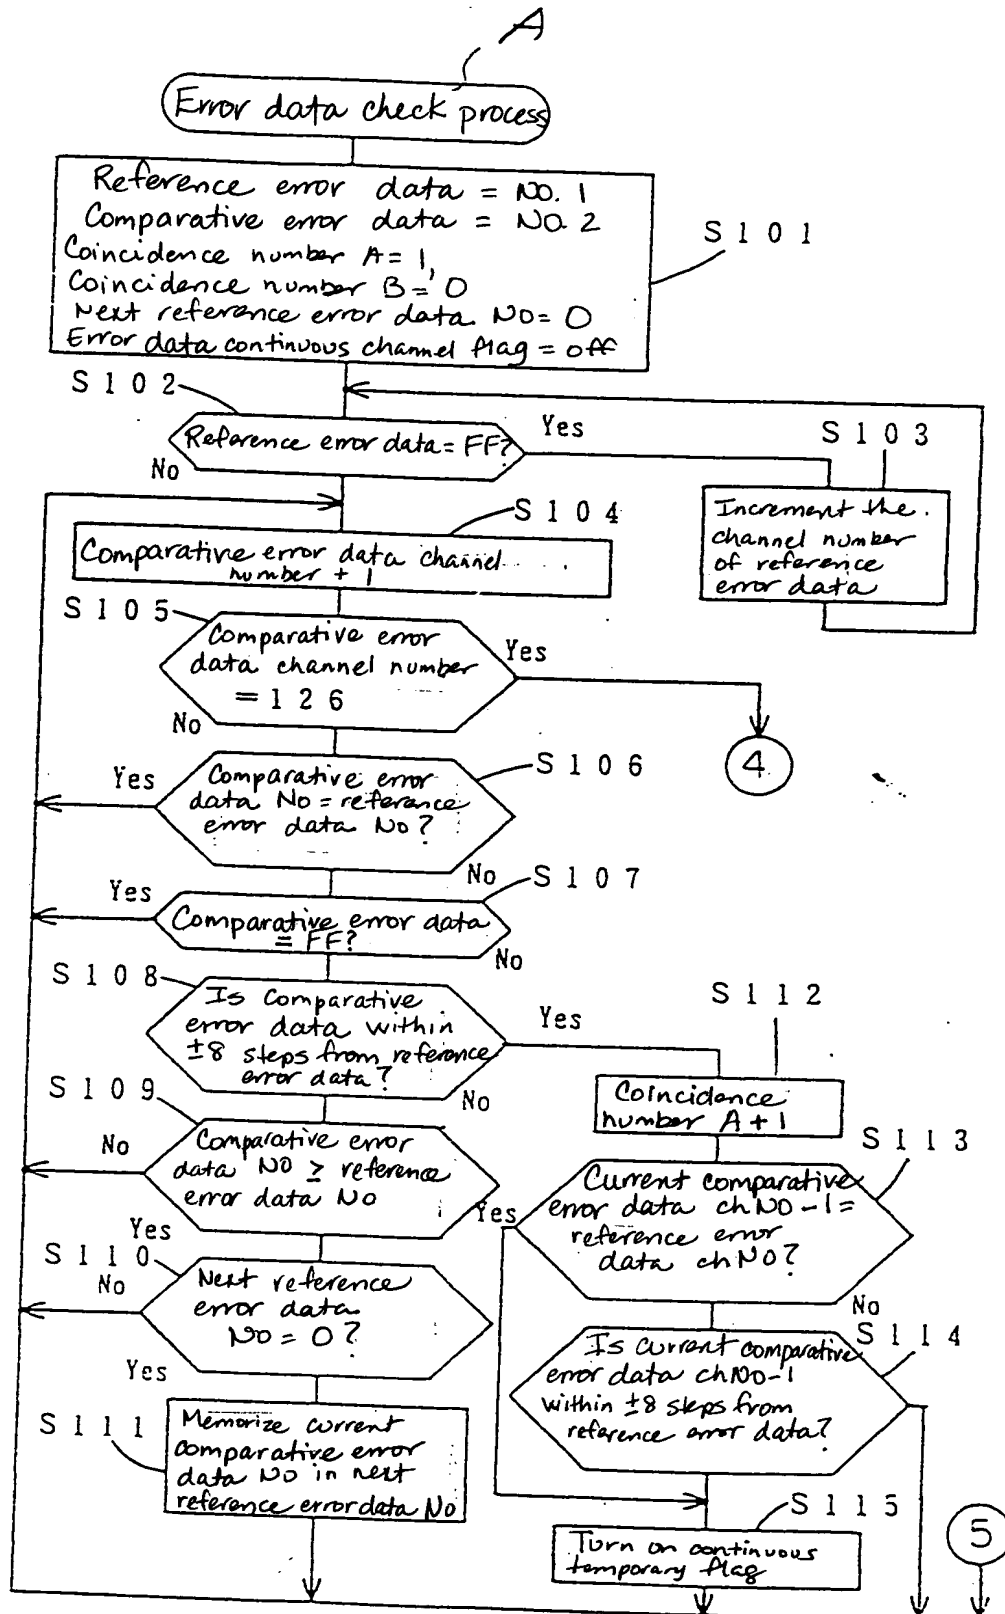 A
Error data check process
Reference error data = NO. 1
Comparative error data = NO. 2
Coincidence number A = 1,
Coincidence number B = 0
Next reference error data No = 0
Error data continuous channel flag = off
S 1 0 1
S 1 0 2
Reference error data = FF?
Yes
No
S 1 0 3
Increment the
channel number
of reference
error data
S 1 0 4
Comparative error data channel
number + 1
S 1 0 5
Comparative error
data channel number
= 1 2 6
Yes
No
4
S 1 0 6
Comparative error
data No = reference
error data No?
Yes
No
S 1 0 7
Comparative error data
= FF?
Yes
No
S 1 0 8
Is comparative
error data within
±8 steps from reference
error data?
Yes
No
S 1 1 2
Coincidence
number A + 1
S 1 0 9
Comparative error
data NO ≥ reference
error data NO
No
Yes
S 1 1 3
Current comparative
error data ch NO - 1 =
reference error
data ch NO?
Yes
No
S 1 1 0
Next reference
error data
No = 0?
No
Yes
S 1 1 4
Is current comparative
error data ch NO - 1
within ±8 steps from
reference error data?
S 1 1 1
Memorize current
comparative error
data NO in next
reference error data No
S 1 1 5
Turn on continuous
temporary flag
5